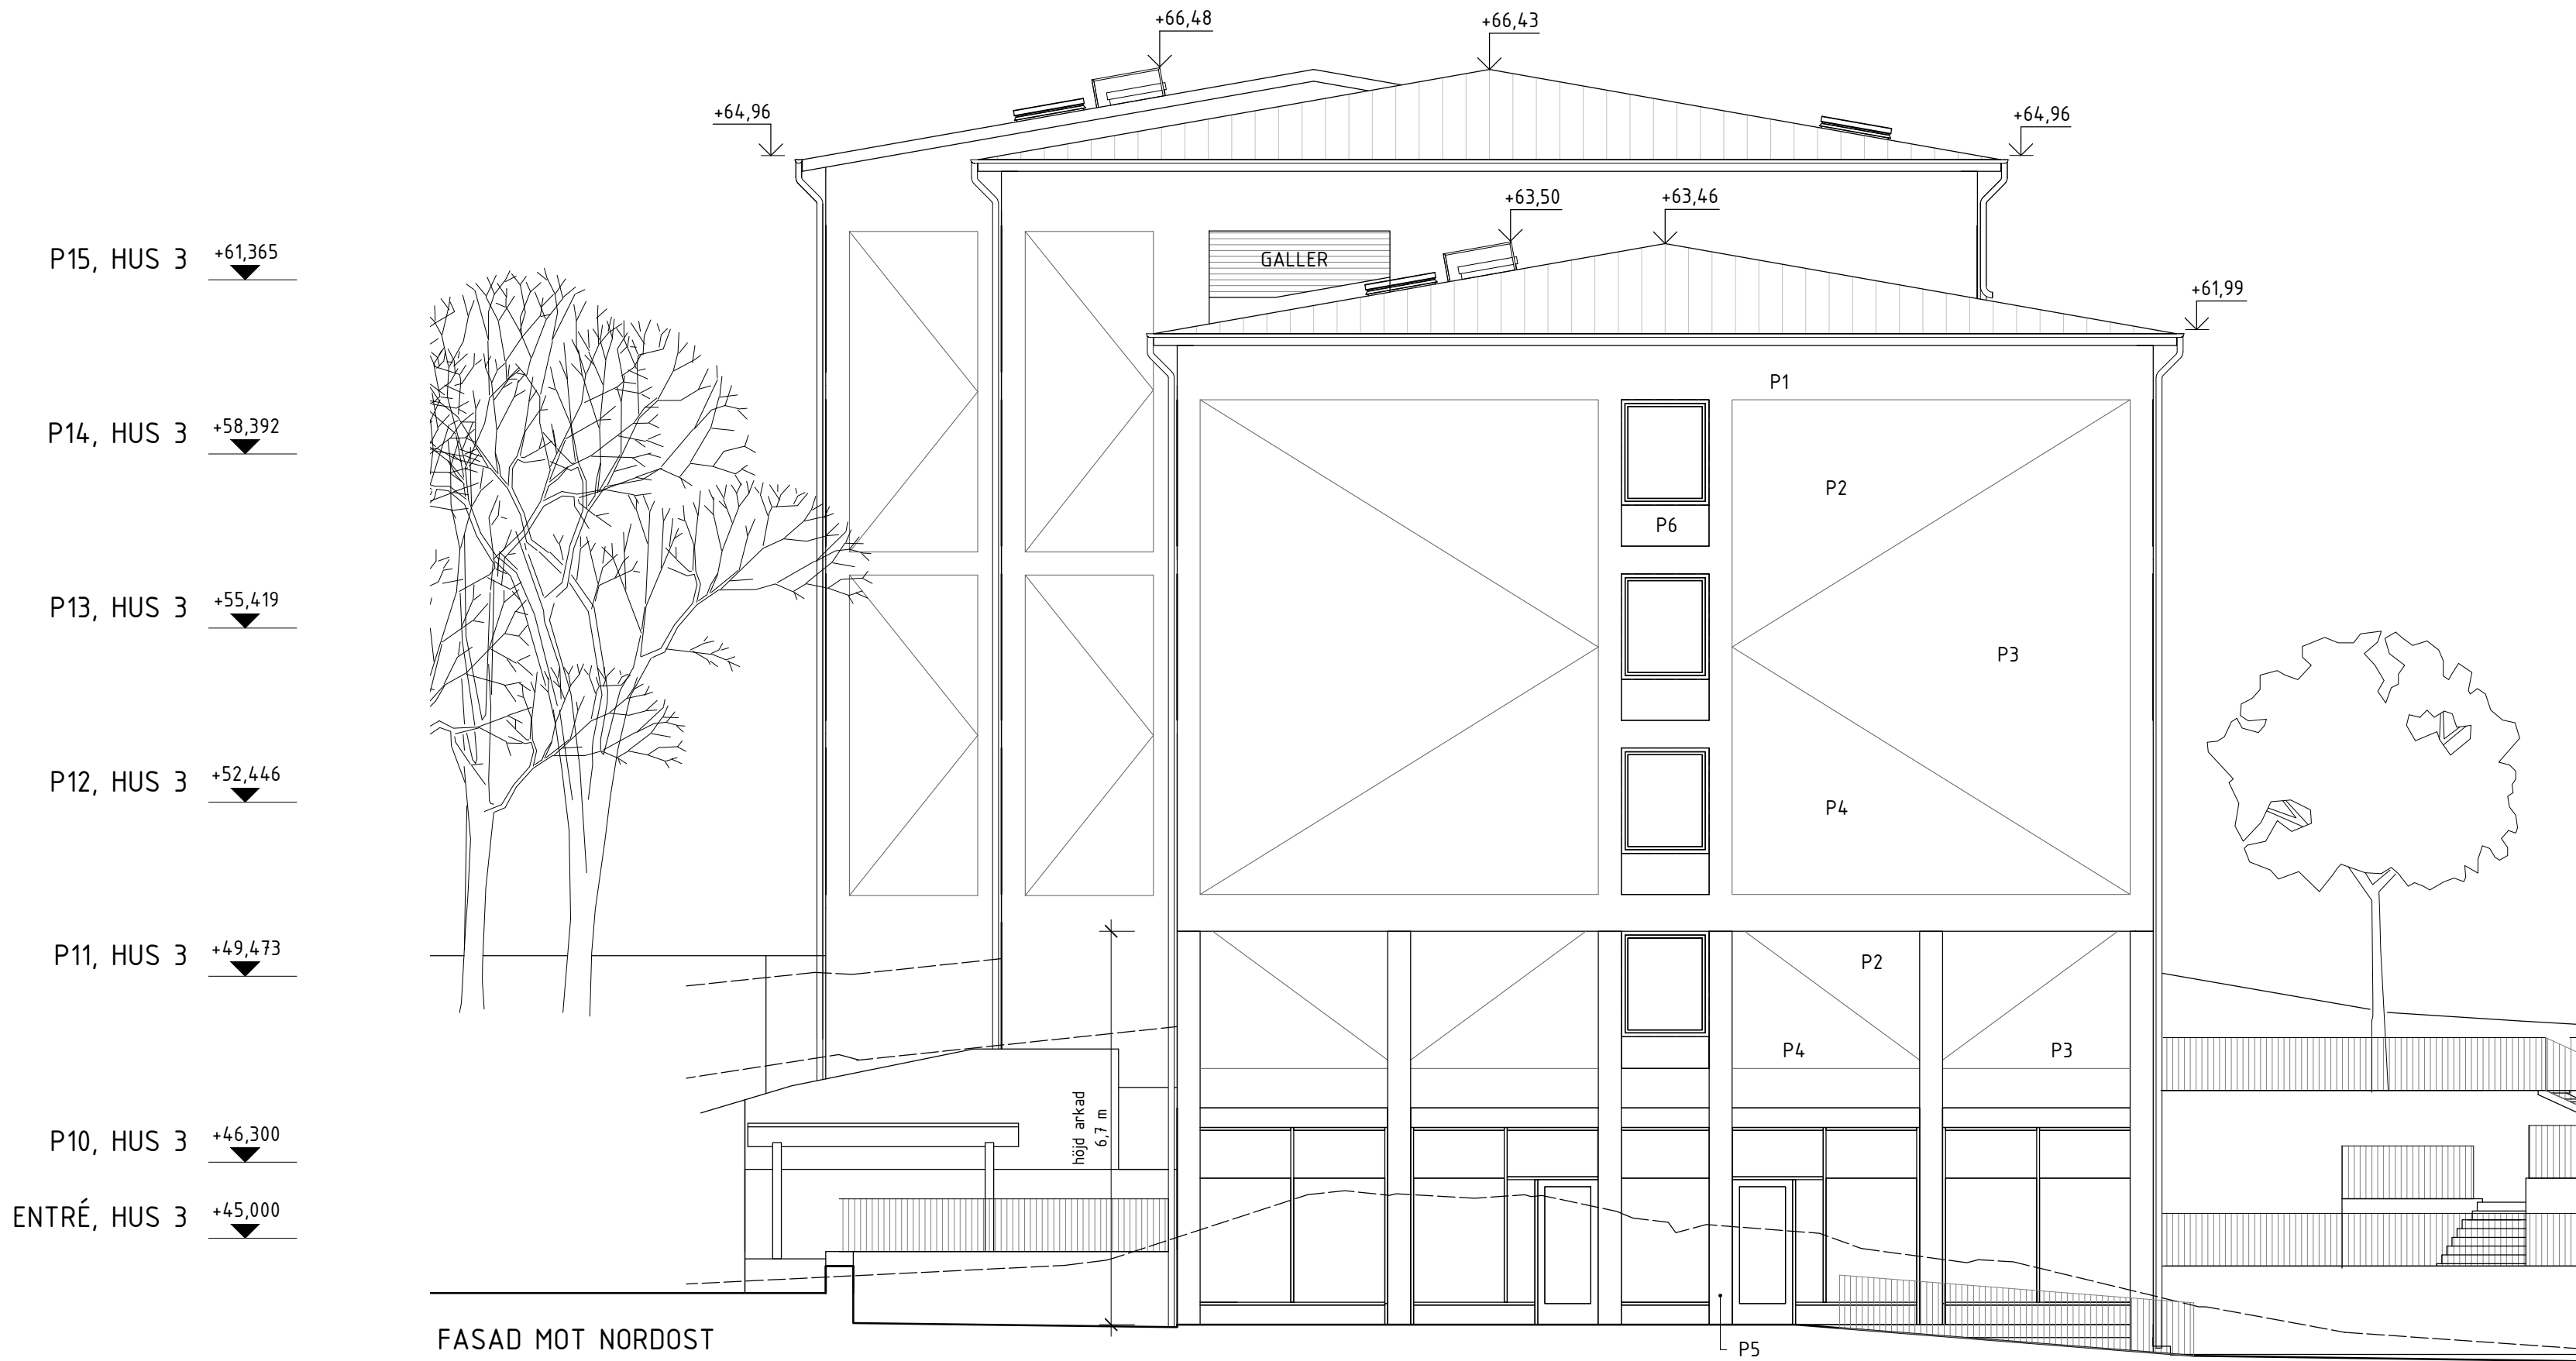 +66,48
+66,43
+64,96
+64,96
+63,50
+63,46
P15, HUS 3 +61,365
GALLER
+61,99
P1
P14, HUS 3 +58,392
P2
P6
P13, HUS 3 +55,419
P3
P12, HUS 3 +52,446
P4
P11, HUS 3 +49,473
P2
P4
P3
höjd arkad
6,7 m
P10, HUS 3 +46,300
ENTRÉ, HUS 3 +45,000
FASAD MOT NORDOST
P5